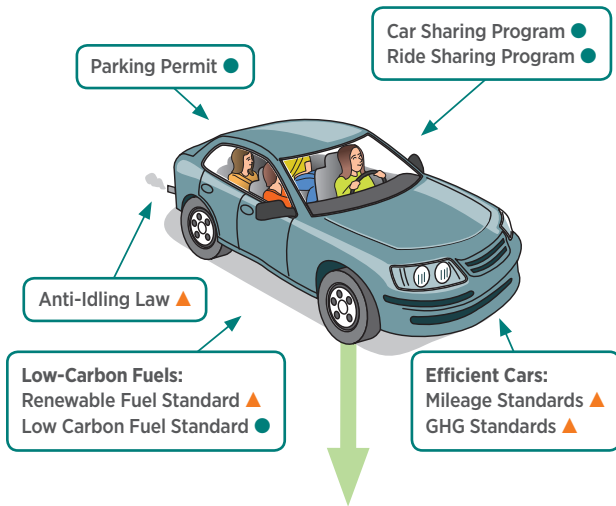 Car Sharing Program
Ride Sharing Program
Parking Permit
Anti-Idling Law
Low-Carbon Fuels:
Renewable Fuel Standard
Low Carbon Fuel Standard
Efficient Cars:
Mileage Standards
GHG Standards